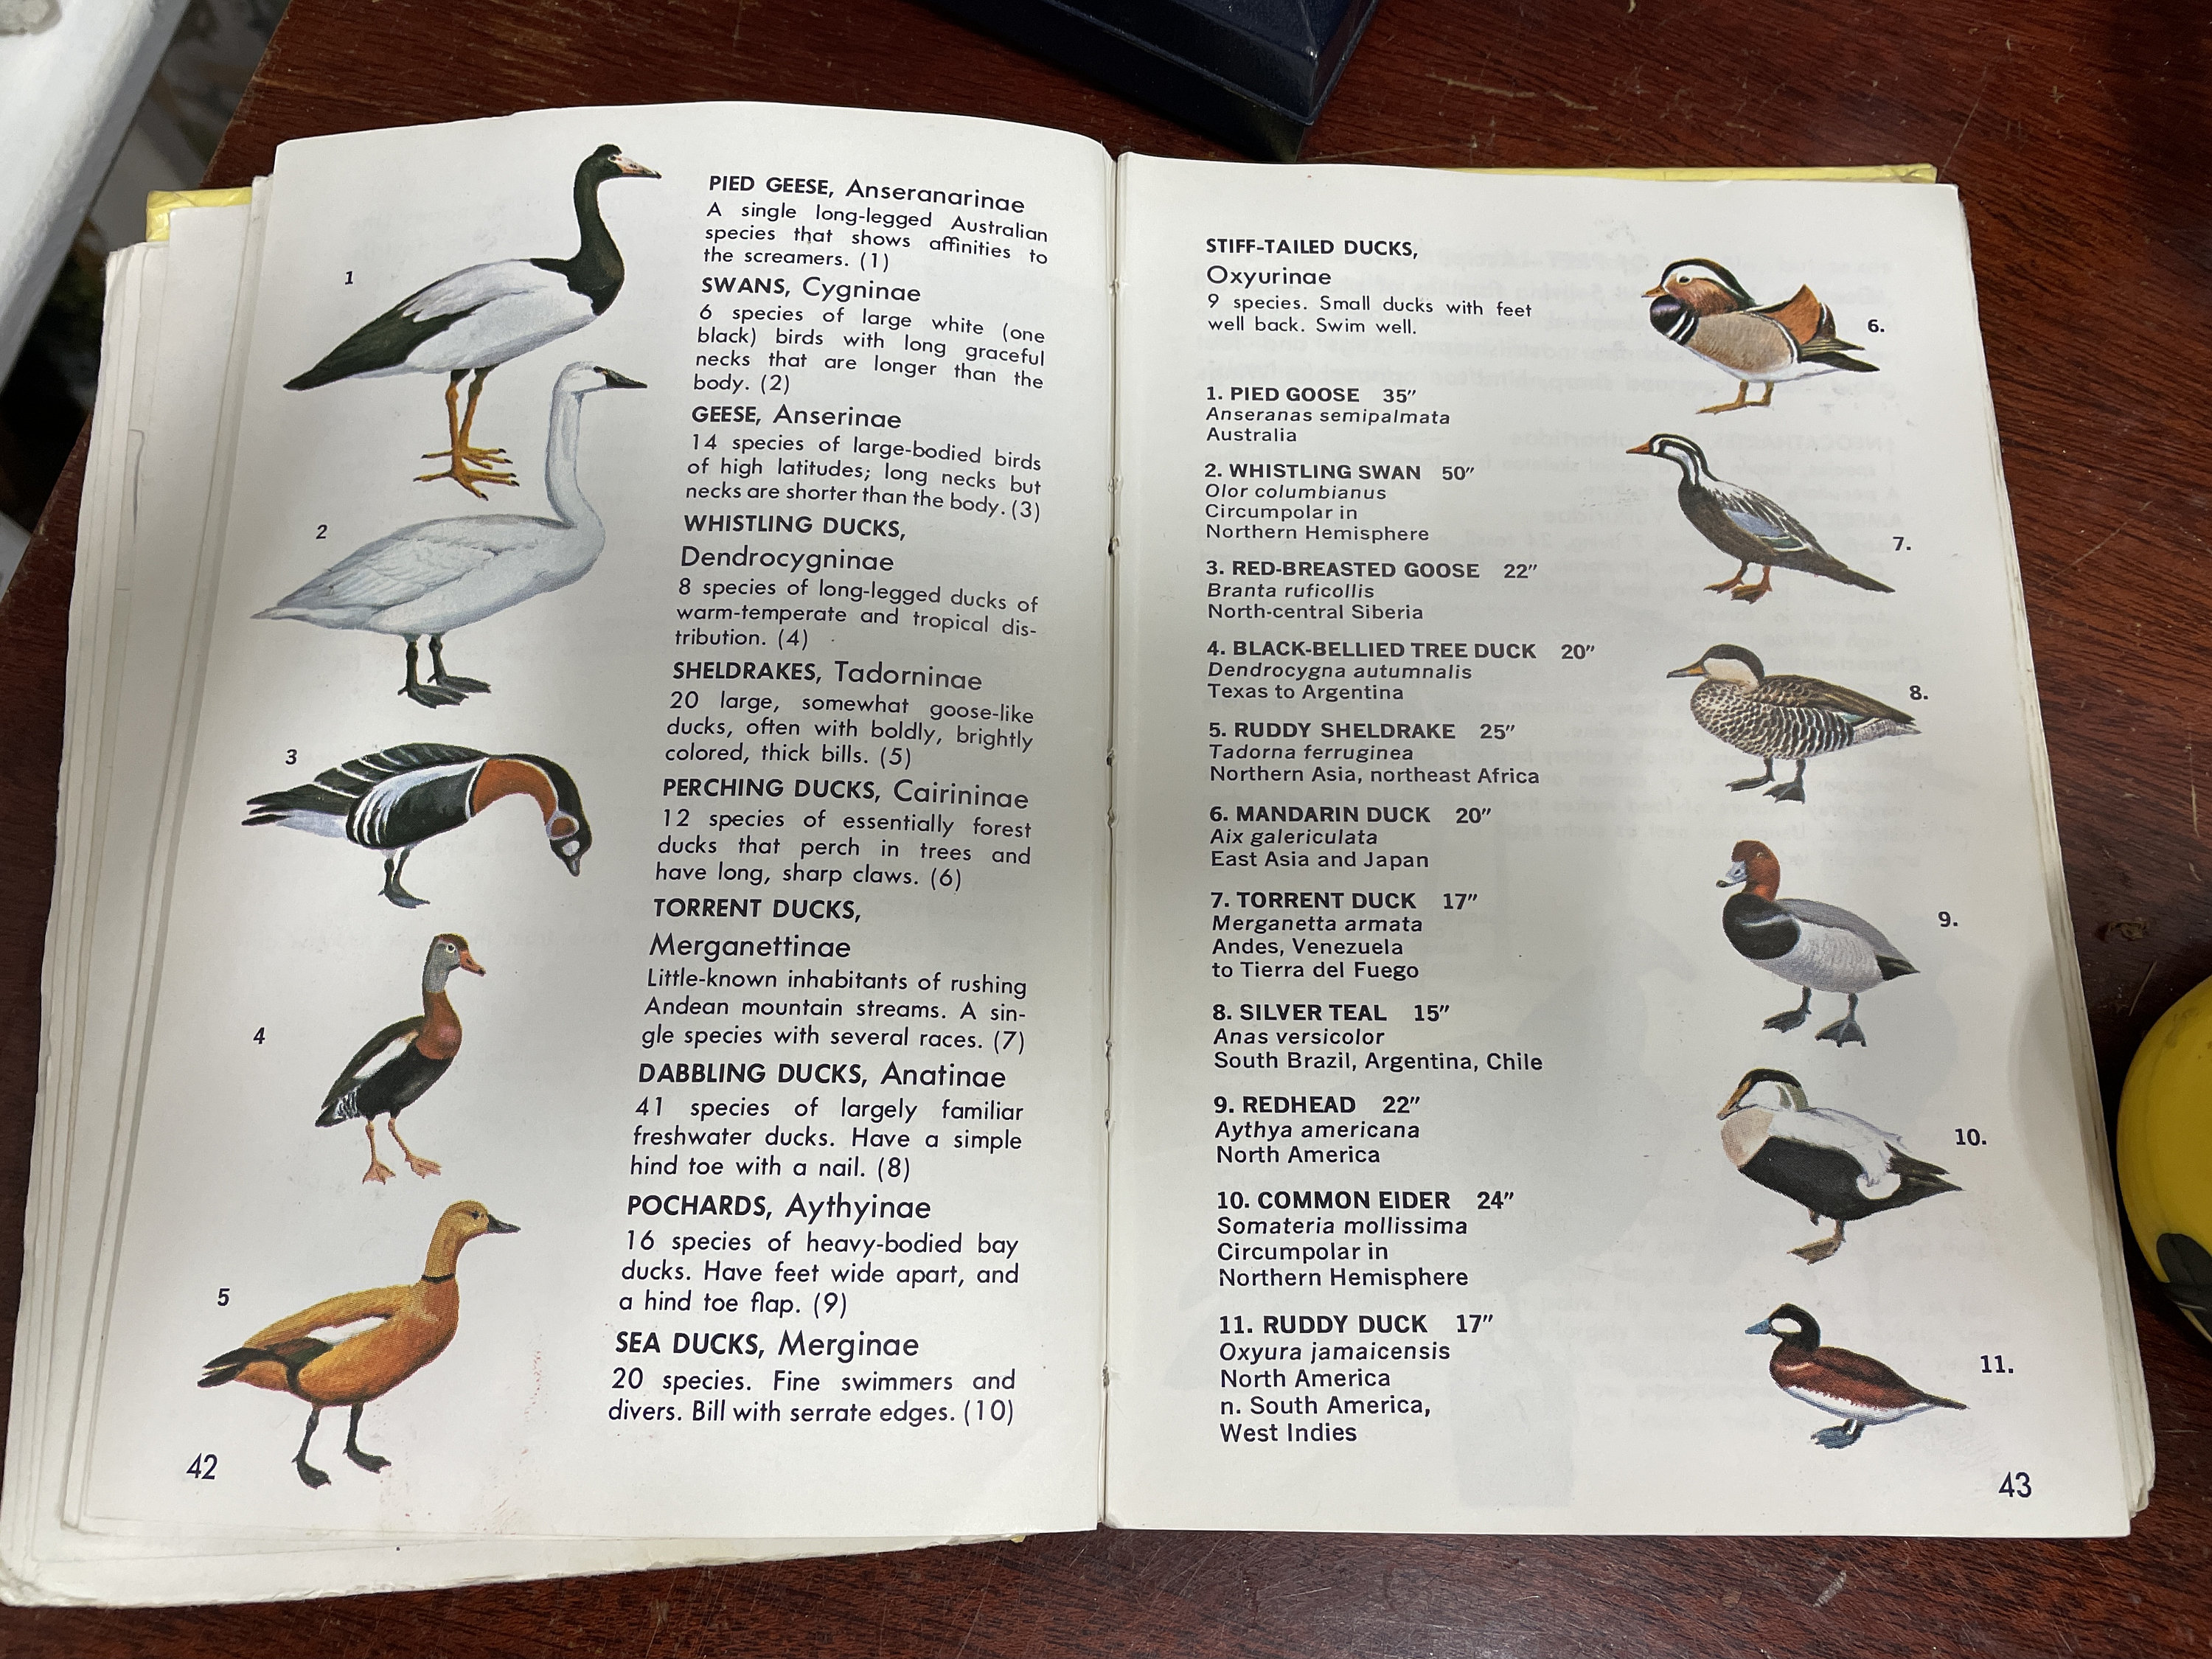 1
2
3
4
5
PIED GEESE, Anseranarinae
A single long-legged Australian
species that shows affinities to
the screamers. (1)
SWANS, Cygninae
6 species of large white (one
black) birds with long graceful
necks that are longer than the
body. (2)
GEESE, Anserinae
14 species of large-bodied birds
of high latitudes; long necks but
necks are shorter than the body. (3)
WHISTLING DUCKS,
Dendrocygninae
8 species of long-legged ducks of
warm-temperate and tropical dis-
tribution. (4)
SHELDRAKES, Tadorninae
20 large, somewhat goose-like
ducks, often with boldly, brightly
colored, thick bills. (5)
PERCHING DUCKS, Cairininae
12 species of essentially forest
ducks that perch in trees and
have long, sharp claws. (6)
TORRENT DUCKS,
Merganettinae
Little-known inhabitants of rushing
Andean mountain streams. A sin-
gle species with several races. (7)
DABBLING DUCKS, Anatinae
41 species of largely familiar
freshwater ducks. Have a simple
hind toe with a nail. (8)
POCHARDS, Aythyinae
16 species of heavy-bodied bay
ducks. Have feet wide apart, and
a hind toe flap. (9)
SEA DUCKS, Merginae
20 species. Fine swimmers and
divers. Bill with serrate edges. (10)
42
STIFF-TAILED DUCKS,
Oxyurinae
9 species. Small ducks with feet
well back. Swim well.
1. PIED GOOSE 35″
Anseranas semipalmata
Australia
2. WHISTLING SWAN 50″
Olor columbianus
Circumpolar in
Northern Hemisphere
3. RED-BREASTED GOOSE 22″
Branta ruficollis
North-central Siberia
4. BLACK-BELLIED TREE DUCK 20″
Dendrocygna autumnalis
Texas to Argentina
5. RUDDY SHELDRAKE 25″
Tadorna ferruginea
Northern Asia, northeast Africa
6. MANDARIN DUCK 20″
Aix galericulata
East Asia and Japan
7. TORRENT DUCK 17″
Merganetta armata
Andes, Venezuela
to Tierra del Fuego
8. SILVER TEAL 15″
Anas versicolor
South Brazil, Argentina, Chile
9. REDHEAD 22″
Aythya americana
North America
10. COMMON EIDER 24″
Somateria mollissima
Circumpolar in
Northern Hemisphere
11. RUDDY DUCK 17″
Oxyura jamaicensis
North America
n. South America,
West Indies
6.
7.
8.
9.
10.
11.
43